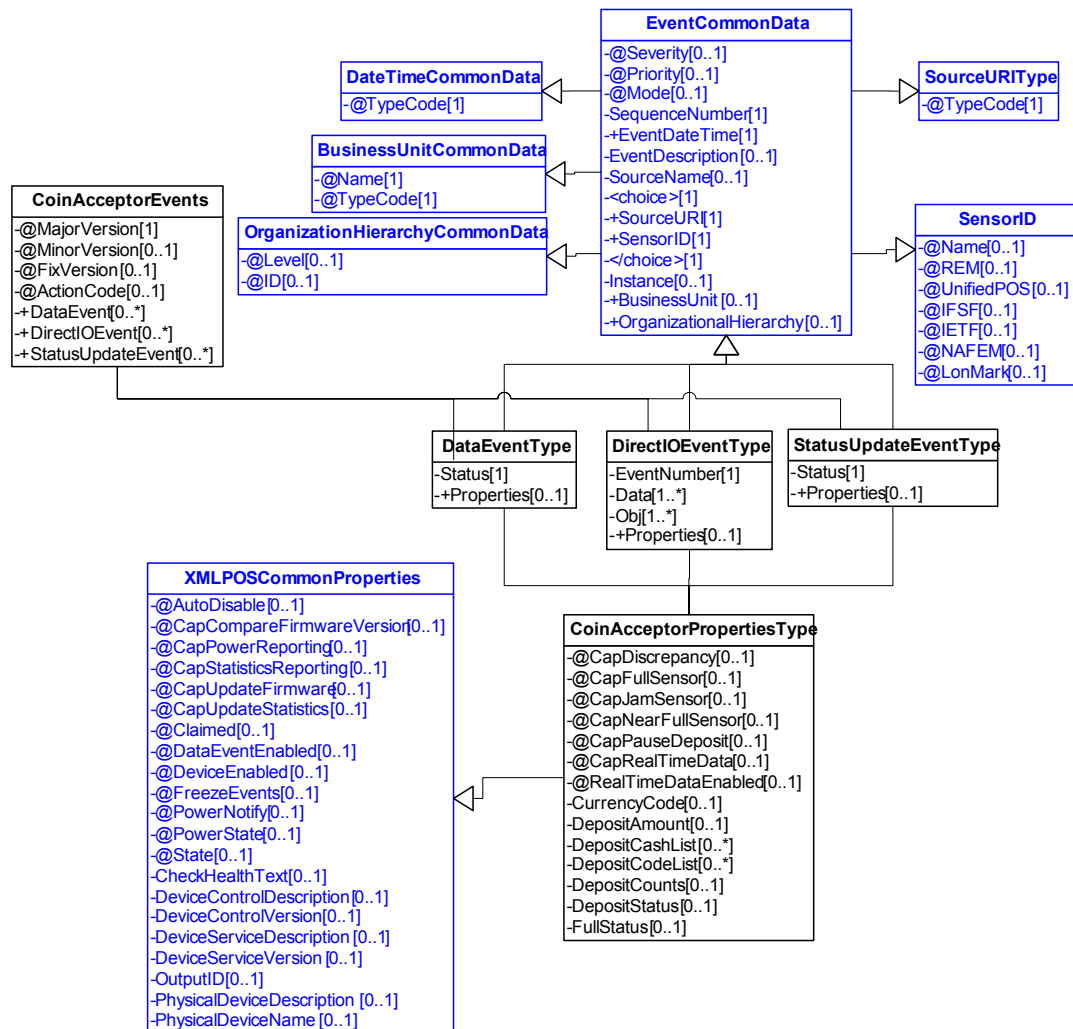 EventCommonData
-@Severity[0..1]
-@Priority[0..1]
-@Mode[0..1]
-SequenceNumber[1]
-+EventDateTime[1]
-EventDescription[0..1]
-SourceName[0..1]
-<choice>[1]
-+SourceURI[1]
-+SensorID[1]
-</choice>[1]
-Instance[0..1]
-+BusinessUnit[0..1]
-+OrganizationalHierarchy[0..1]
DateTimeCommonData
-@TypeCode[1]
SourceURIType
-@TypeCode[1]
BusinessUnitCommonData
-@Name[1]
-@TypeCode[1]
CoinAcceptorEvents
-@MajorVersion[1]
-@MinorVersion[0..1]
-@FixVersion[0..1]
-@ActionCode[0..1]
-+DataEvent[0..*]
-+DirectIOEvent[0..*]
-+StatusUpdateEvent[0..*]
OrganizationHierarchyCommonData
-@Level[0..1]
-@ID[0..1]
SensorID
-@Name[0..1]
-@REM[0..1]
-@UnifiedPOS[0..1]
-@IFSF[0..1]
-@IETF[0..1]
-@NAFEM[0..1]
-@LonMark[0..1]
DataEventType
-Status[1]
-+Properties[0..1]
DirectIOEventType
-EventNumber[1]
-Data[1..*]
-Obj[1..*]
-+Properties[0..1]
StatusUpdateEventType
-Status[1]
-+Properties[0..1]
XMLPOSCommonProperties
-@AutoDisable[0..1]
-@CapCompareFirmwareVersion[0..1]
-@CapPowerReporting[0..1]
-@CapStatisticsReporting[0..1]
-@CapUpdateFirmware[0..1]
-@CapUpdateStatistics[0..1]
-@Claimed[0..1]
-@DataEventEnabled[0..1]
-@DeviceEnabled[0..1]
-@FreezeEvents[0..1]
-@PowerNotify[0..1]
-@PowerState[0..1]
-@State[0..1]
-CheckHealthText[0..1]
-DeviceControlDescription[0..1]
-DeviceControlVersion[0..1]
-DeviceServiceDescription[0..1]
-DeviceServiceVersion[0..1]
-OutputID[0..1]
-PhysicalDeviceDescription [0..1]
-PhysicalDeviceName [0..1]
CoinAcceptorPropertiesType
-@CapDiscrepancy[0..1]
-@CapFullSensor[0..1]
-@CapJamSensor[0..1]
-@CapNearFullSensor[0..1]
-@CapPauseDeposit[0..1]
-@CapRealTimeData[0..1]
-@RealTimeDataEnabled[0..1]
-CurrencyCode[0..1]
-DepositAmount[0..1]
-DepositCashList[0..*]
-DepositCodeList[0..*]
-DepositCounts[0..1]
-DepositStatus[0..1]
-FullStatus[0..1]